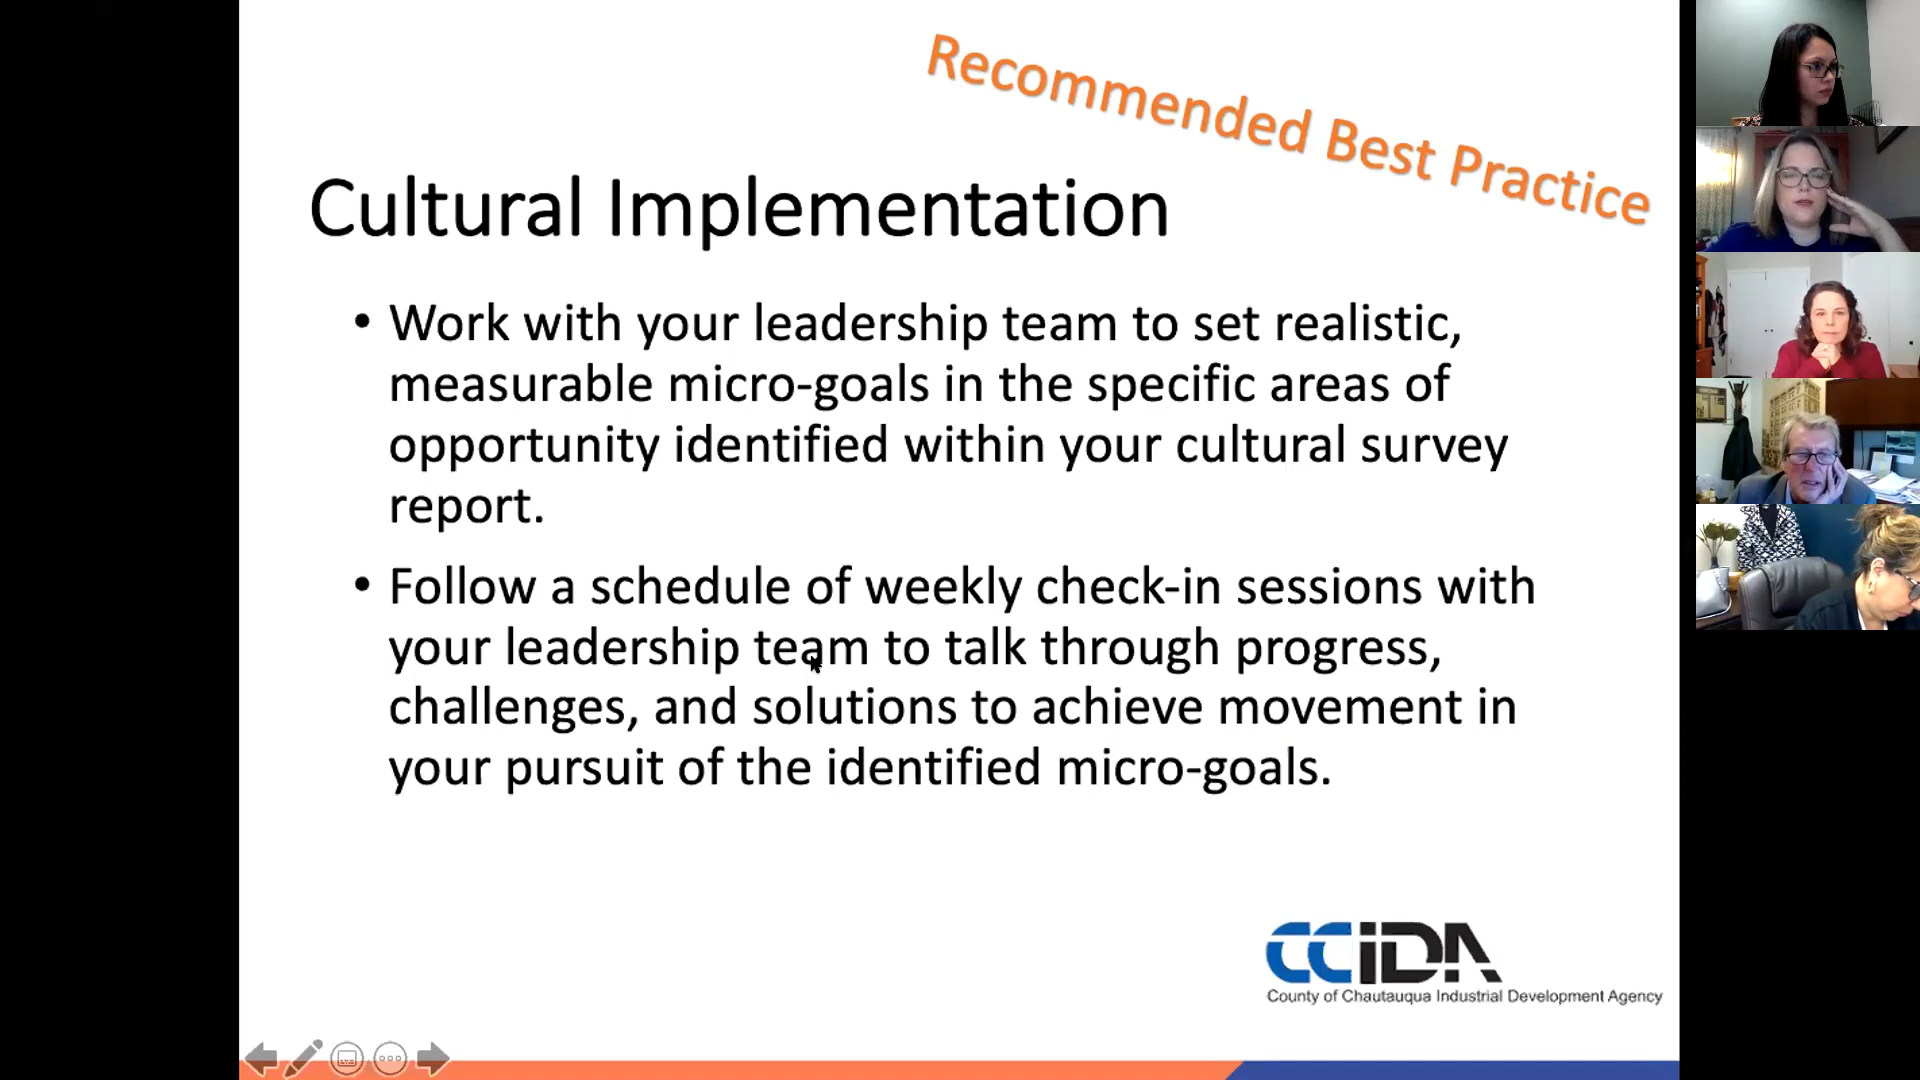 Recommended Best Practice
Cultural Implementation
• Work with your leadership team to set realistic,
measurable micro-goals in the specific areas of
opportunity identified within your cultural survey
report.
• Follow a schedule of weekly check-in sessions with
your leadership team to talk through progress,
challenges, and solutions to achieve movement in
your pursuit of the identified micro-goals.
CCIDA
County of Chautauqua Industrial Development Agency